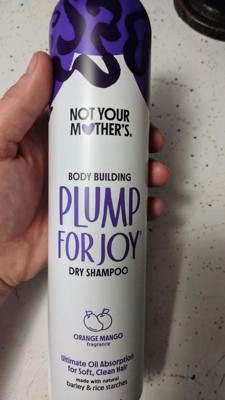 NOT YOUR
MOTHER'S.
BODY BUILDING
PLUMP
FOR JOY
DRY SHAMPOO
ORANGE MANGO
fragrance
Ultimate Oil Absorption
for Soft, Clean Hair
made with natural
barley & rice starches